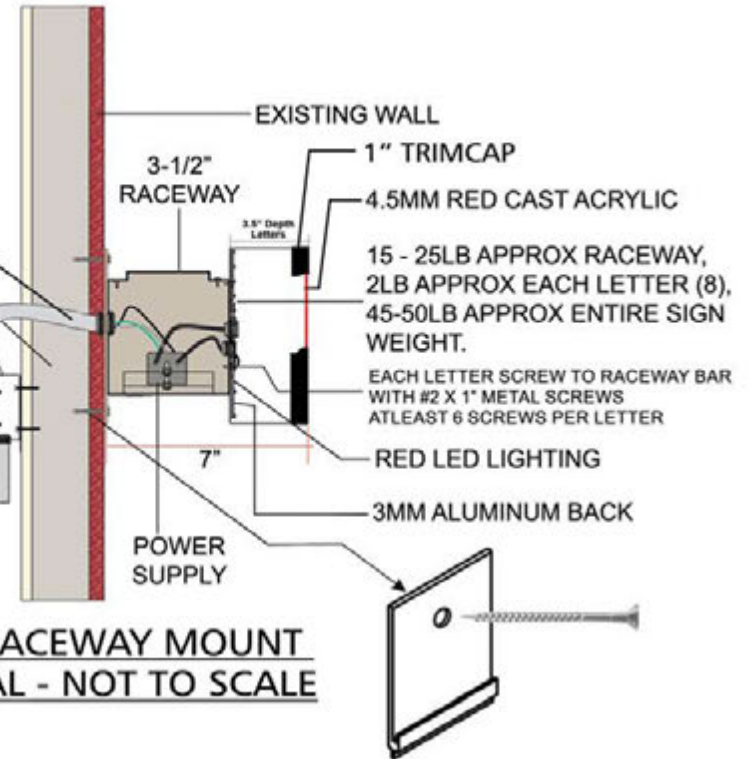 EXISTING WALL
1" TRIMCAP
3-1/2"
RACEWAY
4.5MM RED CAST ACRYLIC
3.5" Depth
Letters
15 - 25LB APPROX RACEWAY,
2LB APPROX EACH LETTER (8),
45-50LB APPROX ENTIRE SIGN
WEIGHT.
EACH LETTER SCREW TO RACEWAY BAR
WITH #2 X 1" METAL SCREWS
ATLEAST 6 SCREWS PER LETTER
7"
RED LED LIGHTING
3MM ALUMINUM BACK
POWER
SUPPLY
ACEWAY MOUNT
AL - NOT TO SCALE